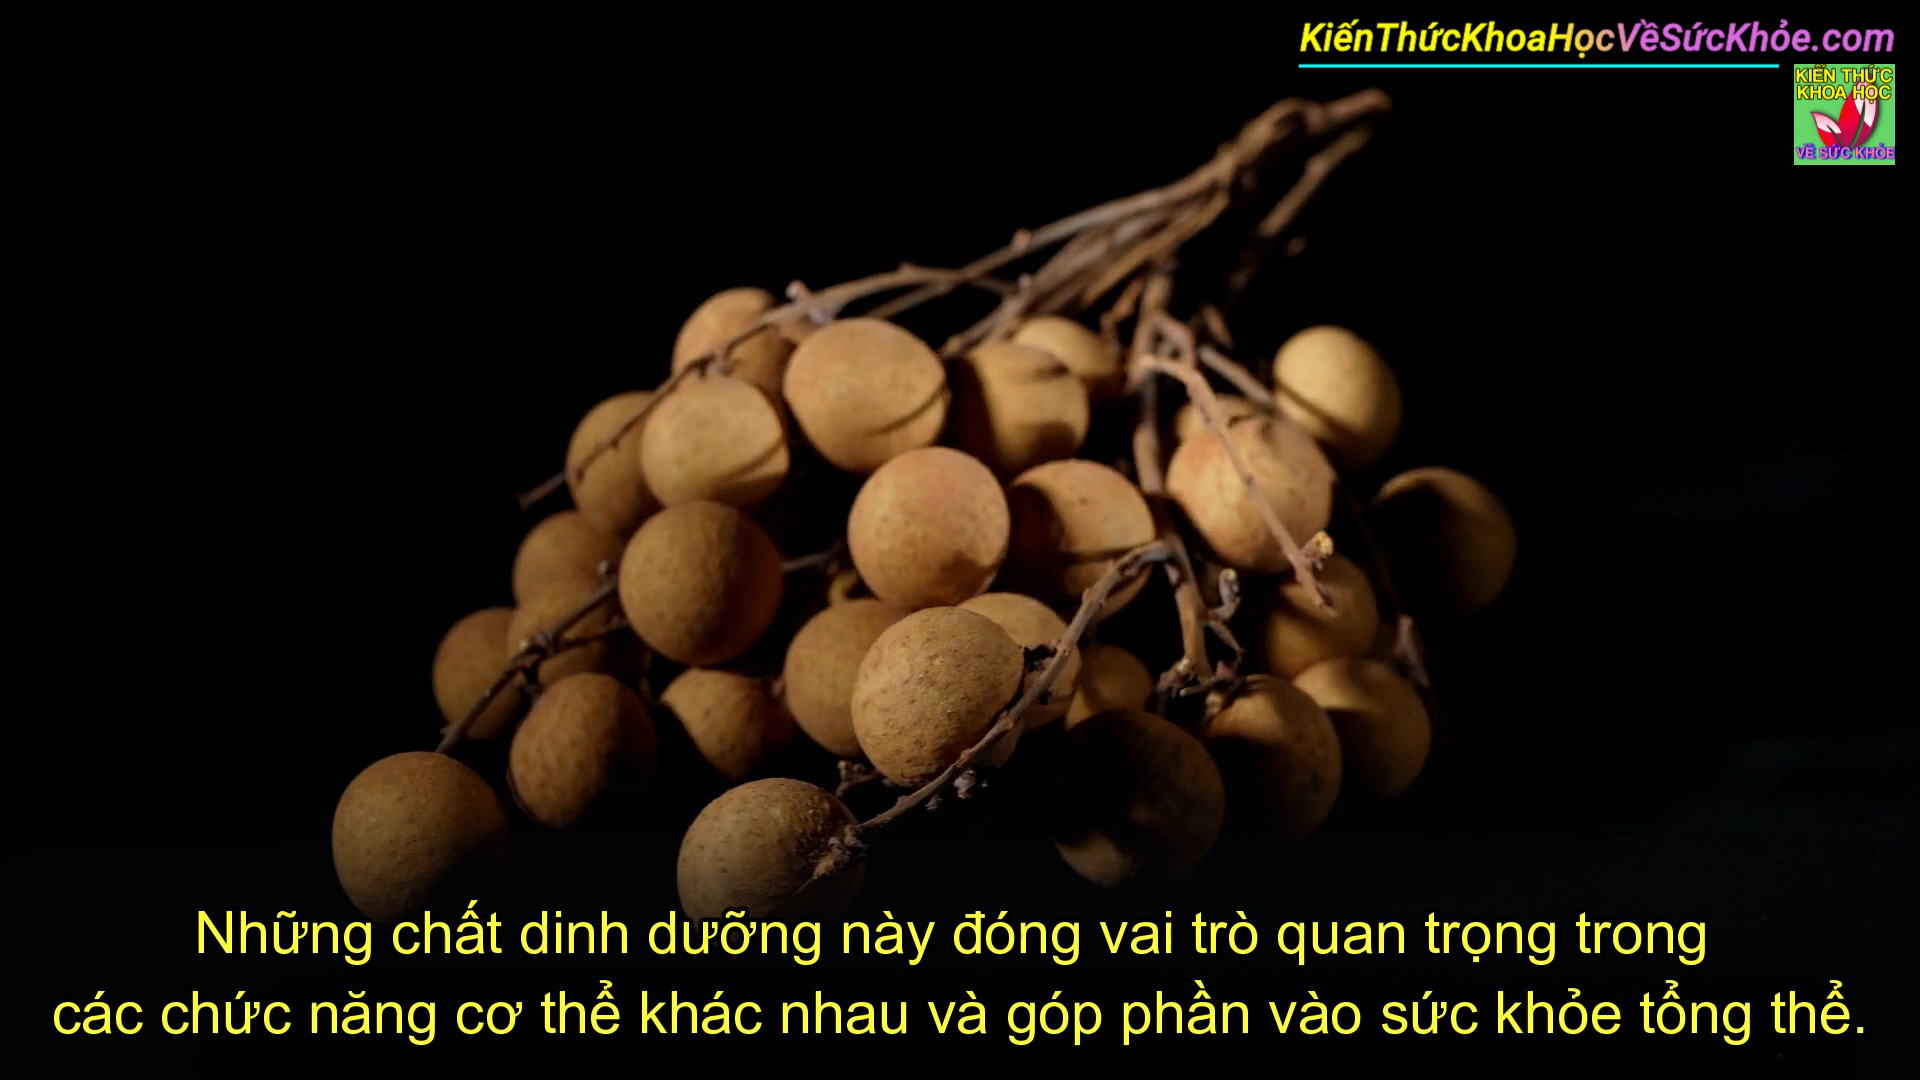 KiếnThứcKhoaHọcVềSứcKhỏe.com
KIẾN THỨC
KHOA HỌC
VỀ SỨC KHỎE
Những chất dinh dưỡng này đóng vai trò quan trọng trong
các chức năng cơ thể khác nhau và góp phần vào sức khỏe tổng thể.